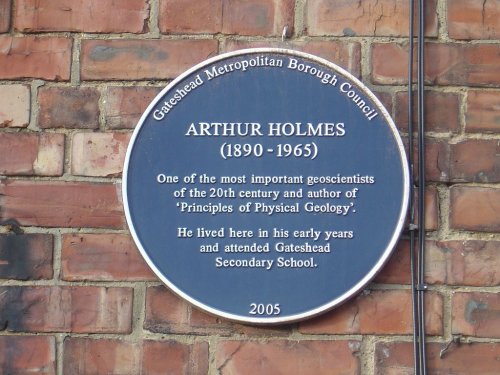 Gateshead Metropolitan Borough Council
ARTHUR HOLMES
(1890 - 1965)
One of the most important geoscientists
of the 20th century and author of
'Principles of Physical Geology'.
He lived here in his early years
and attended Gateshead
Secondary School.
2005